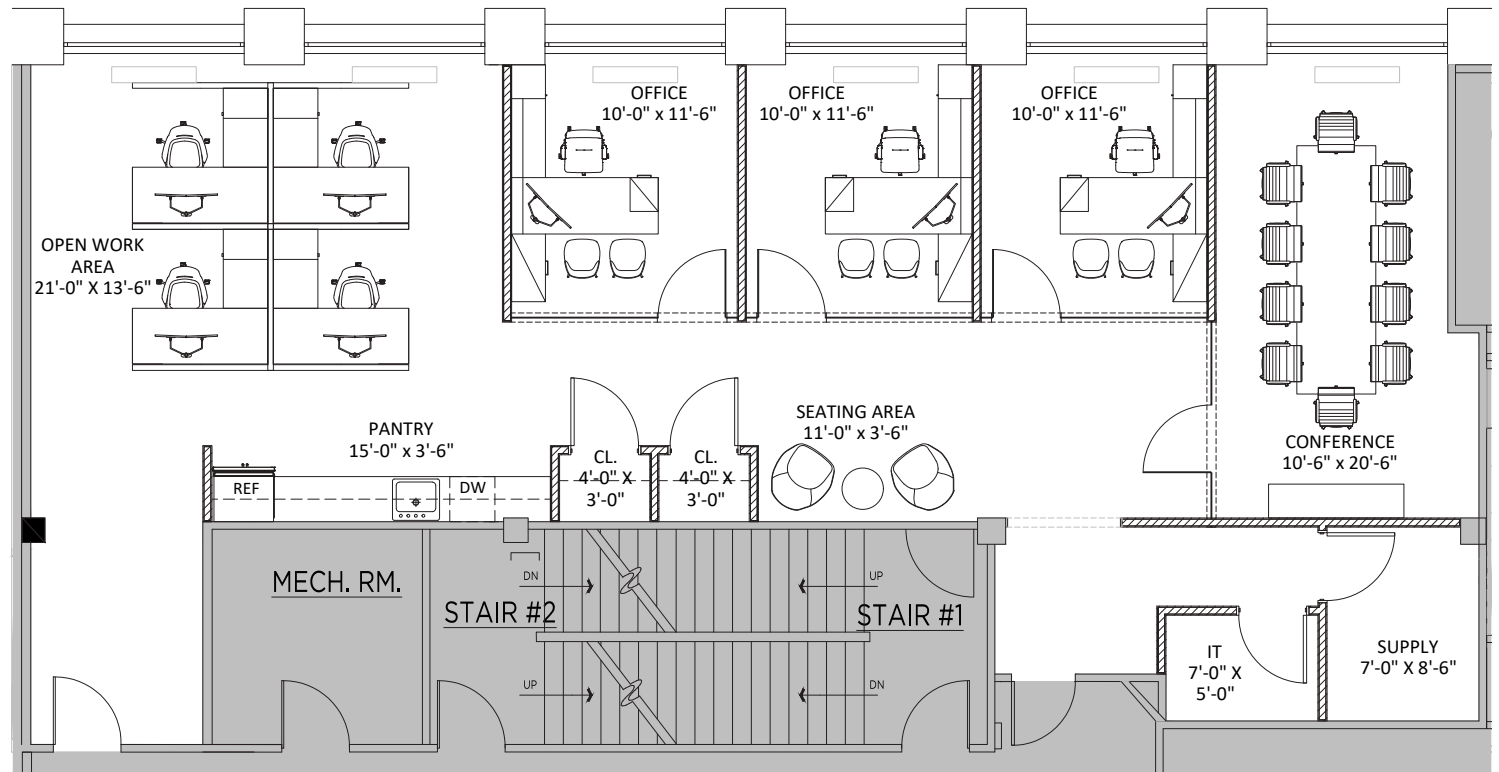 OFFICE
10'-0" x 11'-6"
OFFICE
10'-0" x 11'-6"
OFFICE
10'-0" x 11'-6"
OPEN WORK
AREA
21'-0" X 13'-6"
PANTRY
15'-0" x 3'-6"
SEATING AREA
11'-0" x 3'-6"
CONFERENCE
10'-6" x 20'-6"
REF
DW
CL.
4'-0" X
3'-0"
CL.
4'-0" X
3'-0"
MECH. RM.
DN
STAIR #2
UP
UP
STAIR #1
DN
IT
7'-0" X
5'-0"
SUPPLY
7'-0" X 8'-6"